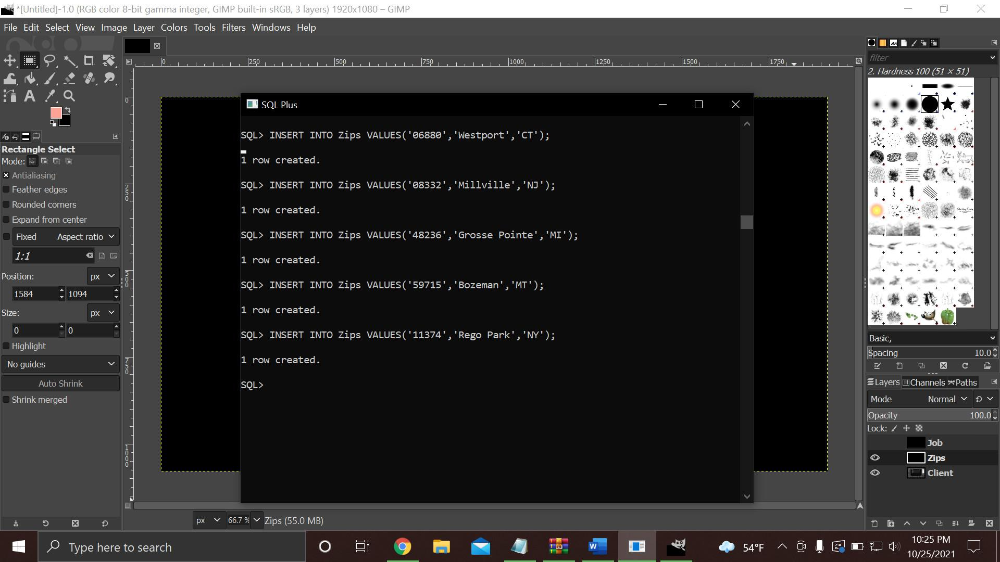 *[Untitled]-1.0 (RGB color 8-bit gamma integer, GIMP built-in sRGB, 3 layers) 1920x1080 – GIMP
File Edit Select View Image Layer Colors Tools Filters Windows Help
0 250 500 750 1000 1250 1500 1750
filter
2. Hardness 100 (51 × 51)
0
250
500
750
1000
SQL Plus
SQL> INSERT INTO Zips VALUES('06880','Westport','CT');
1 row created.
SQL> INSERT INTO Zips VALUES('08332','Millville','NJ');
1 row created.
SQL> INSERT INTO Zips VALUES('48236','Grosse Pointe','MI');
1 row created.
SQL> INSERT INTO Zips VALUES('59715','Bozeman','MT');
1 row created.
SQL> INSERT INTO Zips VALUES('11374','Rego Park','NY');
1 row created.
SQL>
Rectangle Select
Mode:
Antialiasing
Feather edges
Rounded corners
Expand from center
Fixed Aspect ratio
1:1
Position: px
1584 1094
Size: px
0 0
Highlight
No guides
Auto Shrink
Shrink merged
Basic,
Spacing 10.0
Layers Channels Paths
Mode Normal
Opacity 100.0
Lock:
Job
Zips
Client
px 66.7 % Zips (55.0 MB)
Type here to search
54°F
10:25 PM
10/25/2021